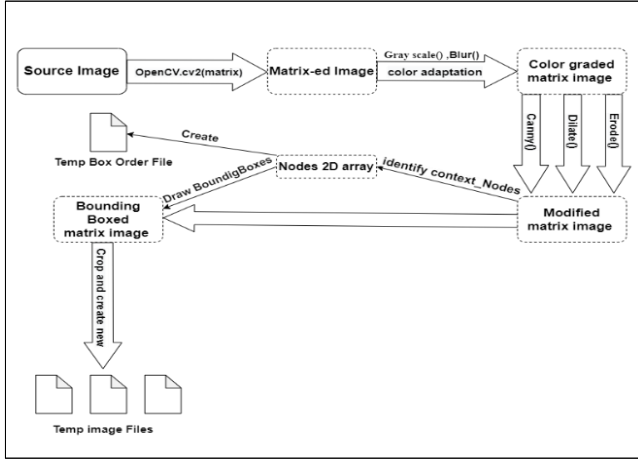 Source Image
OpenCV.cv2(matrix)
Matrix-ed Image
Gray scale() ,Blur()
color adaptation
Color graded
matrix image
Canny()
Dilate()
Erode()
Create
Temp Box Order File
Draw BoundigBoxes
Nodes 2D array
identify context_Nodes
Bounding
Boxed
matrix image
Modified
matrix image
Crop and create new
Temp image Files